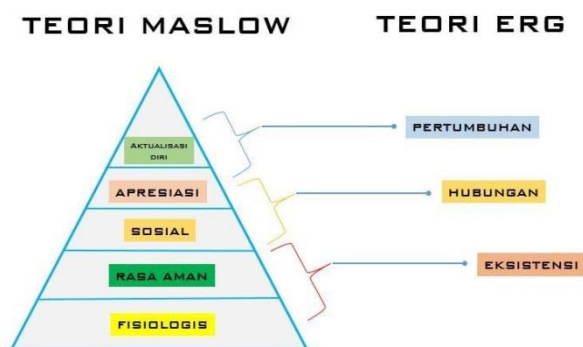 TEORI MASLOW
TEORI ERG
AKTUALISASI
DIRI
APRESIASI
SOSIAL
RASA AMAN
FISIOLOGIS
PERTUMBUHAN
HUBUNGAN
EKSISTENSI